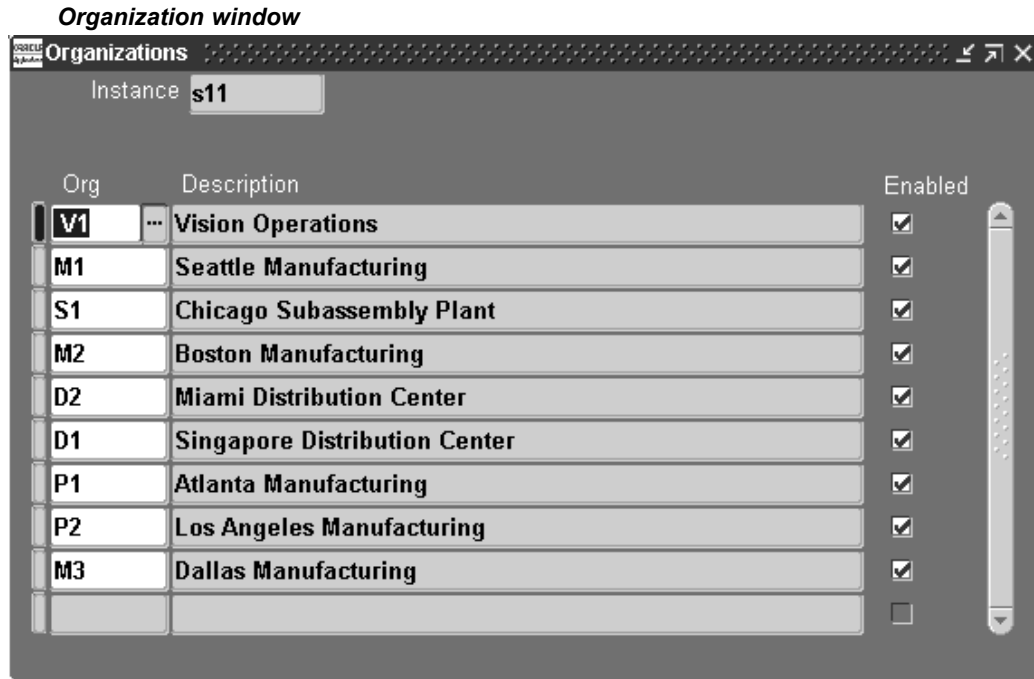 Organization window
ORACLE Organizations
Instance s11
Org Description Enabled
V1 ... Vision Operations
M1 Seattle Manufacturing
S1 Chicago Subassembly Plant
M2 Boston Manufacturing
D2 Miami Distribution Center
D1 Singapore Distribution Center
P1 Atlanta Manufacturing
P2 Los Angeles Manufacturing
M3 Dallas Manufacturing